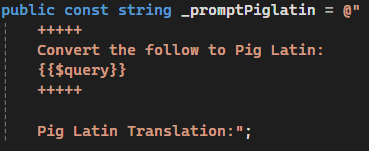 public const string _promptPiglatin = @"
+++++
Convert the follow to Pig Latin:
{{$query}}
+++++
Pig Latin Translation:";